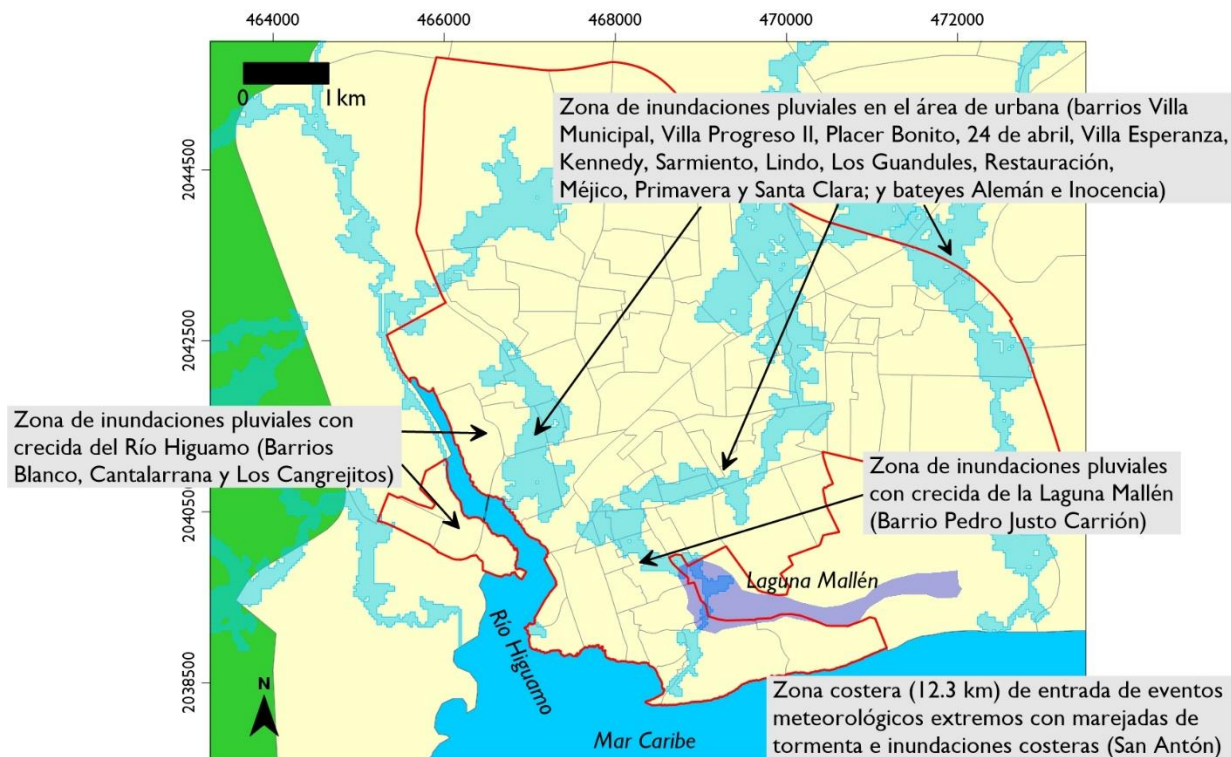 464000
466000
468000
470000
472000
0
1 km
Zona de inundaciones pluviales en el área de urbana (barrios Villa
Municipal, Villa Progreso II, Placer Bonito, 24 de abril, Villa Esperanza,
Kennedy, Sarmiento, Lindo, Los Guandules, Restauración,
Méjico, Primavera y Santa Clara; y bateyes Alemán e Inocencia)
2044500
2042500
Zona de inundaciones pluviales con
crecida del Río Higuamo (Barrios
Blanco, Cantalarrana y Los Cangrejitos)
Zona de inundaciones pluviales
con crecida de la Laguna Mallén
(Barrio Pedro Justo Carrión)
2040500
Laguna Mallén
Río Higuamo
2038500
N
Zona costera (12.3 km) de entrada de eventos
meteorológicos extremos con marejadas de
tormenta e inundaciones costeras (San Antón)
Mar Caribe